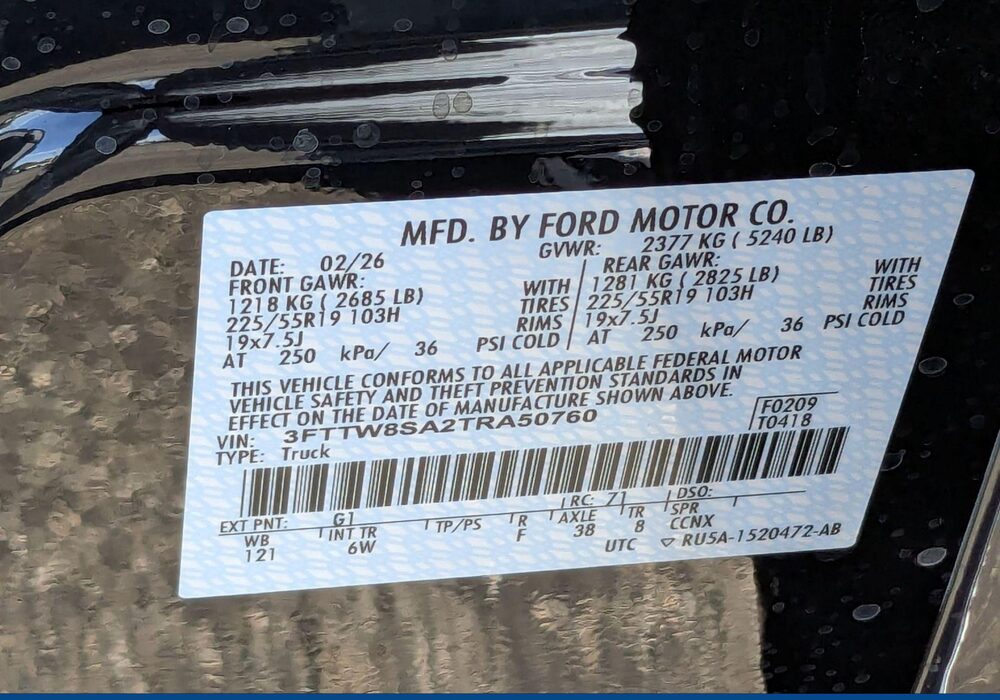 MFD. BY FORD MOTOR CO.
DATE: 02/26 GVWR: 2377 KG ( 5240 LB)
FRONT GAWR: REAR GAWR:
1218 KG ( 2685 LB) WITH 1281 KG ( 2825 LB) WITH
225/55R19 103H TIRES 225/55R19 103H TIRES
19x7.5J RIMS 19x7.5J RIMS
AT 250 kPa/ 36 PSI COLD AT 250 kPa/ 36 PSI COLD
THIS VEHICLE CONFORMS TO ALL APPLICABLE FEDERAL MOTOR
VEHICLE SAFETY AND THEFT PREVENTION STANDARDS IN
EFFECT ON THE DATE OF MANUFACTURE SHOWN ABOVE.
VIN: 3FTTW8SA2TRA50760 F0209
TYPE: Truck T0418
EXT PNT: G1 RC: 71 DSO:
WB INT TR TP/PS R AXLE TR SPR
121 6W F 38 8 CCNX
UTC ▽ RU5A-1520472-AB